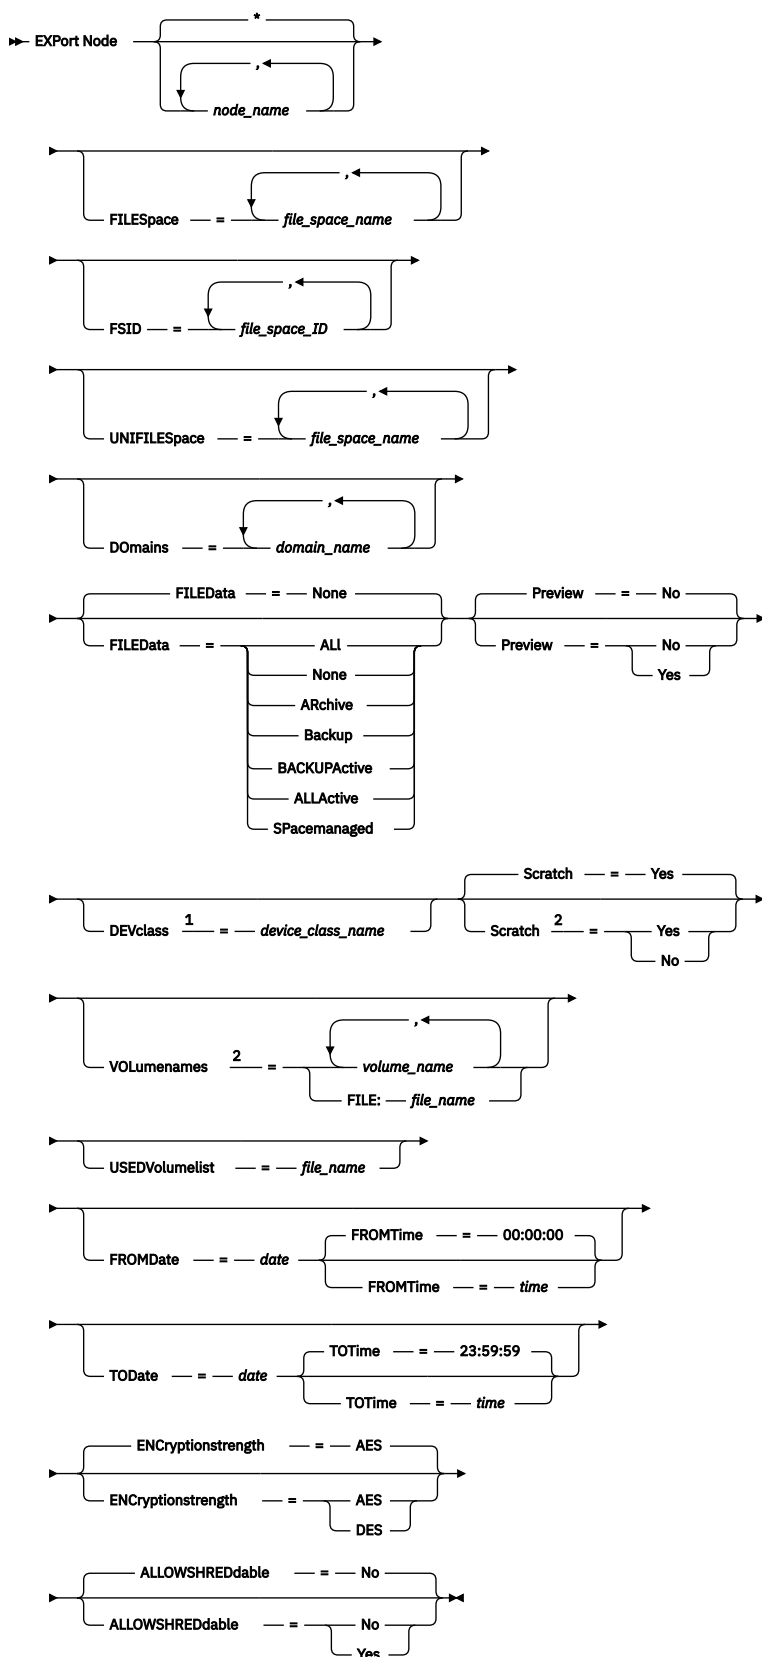 *
EXPort Node
,
node_name
,
FILESpace = file_space_name
,
FSID = file_space_ID
,
UNIFILESpace = file_space_name
,
DOmains = domain_name
FILEData = None Preview = No
FILEData = ALl Preview = No
None Yes
ARchive
Backup
BACKUPActive
ALLActive
SPacemanaged
Scratch = Yes
DEVclass 1 = device_class_name Scratch 2 = Yes
No
,
VOLumenames 2 = volume_name
FILE: file_name
USEDVolumelist = file_name
FROMTime = 00:00:00
FROMDate = date
FROMTime = time
TOTime = 23:59:59
TODate = date
TOTime = time
ENCryptionstrength = AES
ENCryptionstrength = AES
DES
ALLOWSHREDdable = No
ALLOWSHREDdable = No
Yes